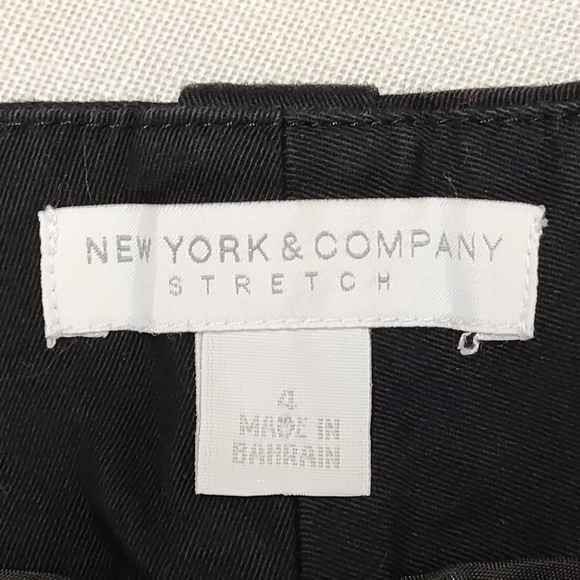 NEW YORK & COMPANY
STRETCH
4
MADE IN
BAHRAIN